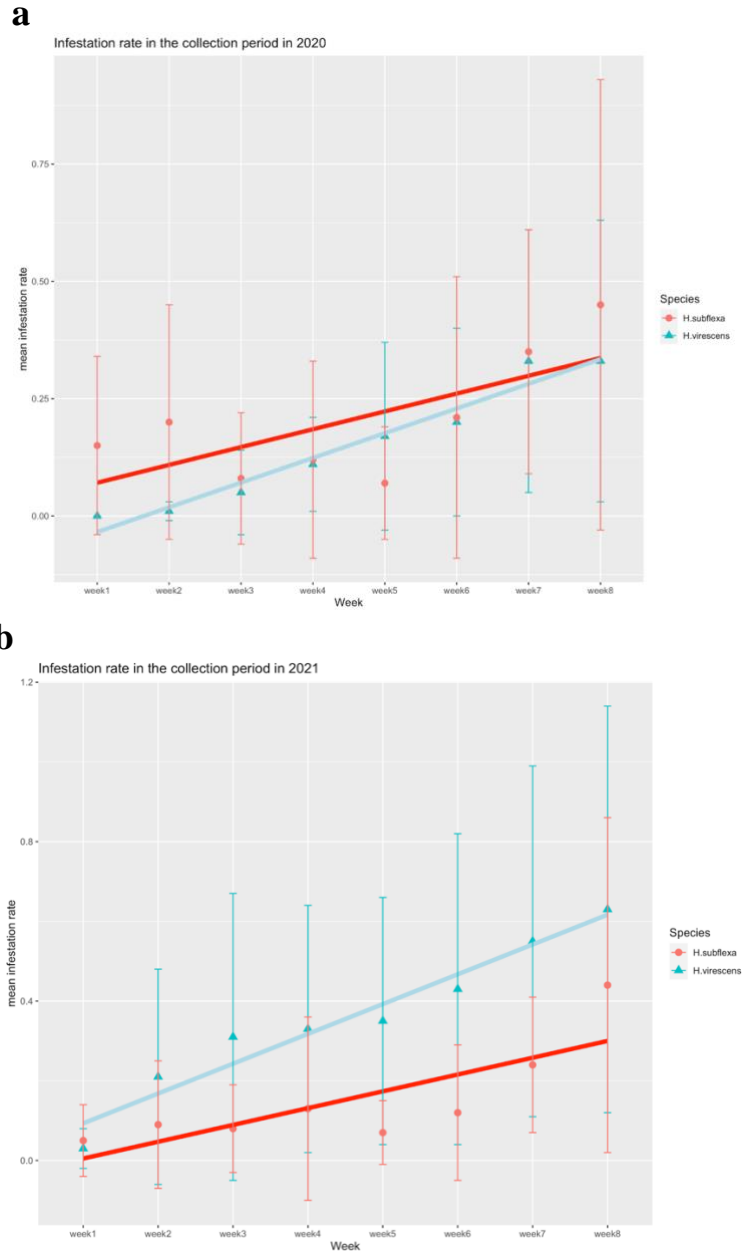 a
Infestation rate in the collection period in 2020
0.75
0.50
0.25
0.00
mean infestation rate
week1 week2 week3 week4 week5 week6 week7 week8
Week
Species
H.subflexa
H.virescens
b
Infestation rate in the collection period in 2021
1.2
0.8
0.4
0.0
mean infestation rate
week1 week2 week3 week4 week5 week6 week7 week8
Week
Species
H.subflexa
H.virescens